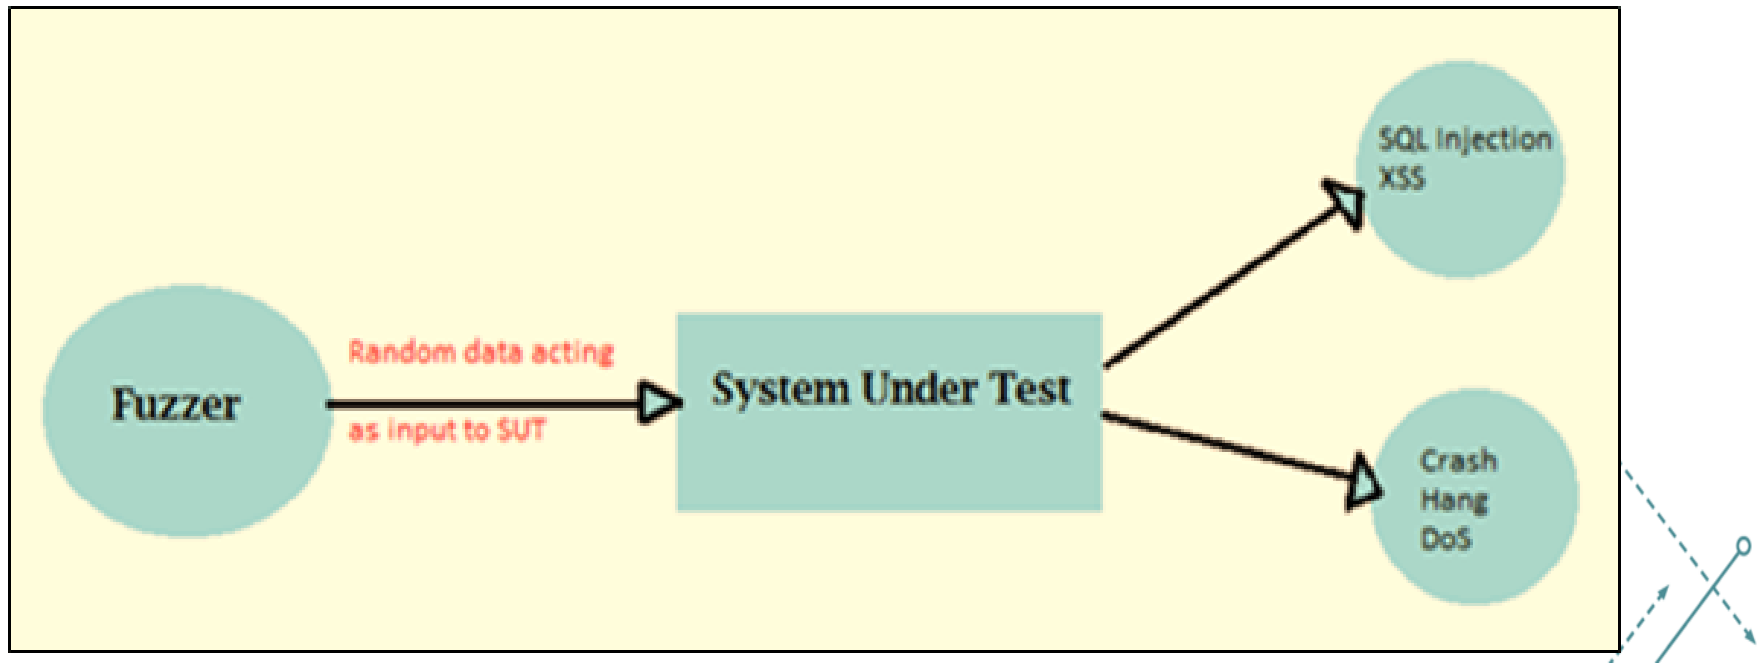 Fuzzer
Random data acting
as input to SUT
System Under Test
SQL Injection
XSS
Crash
Hang
DoS